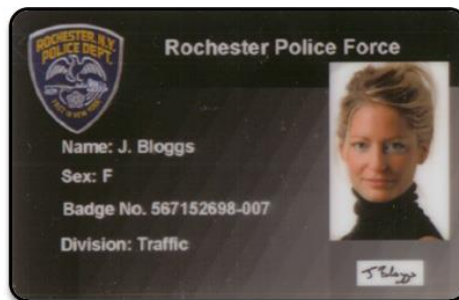 ROCHESTER, N.Y.
POLICE DEPT.
Rochester Police Force
Name: J. Bloggs
Sex: F
Badge No. 567152698-007
Division: Traffic
J Bloggs